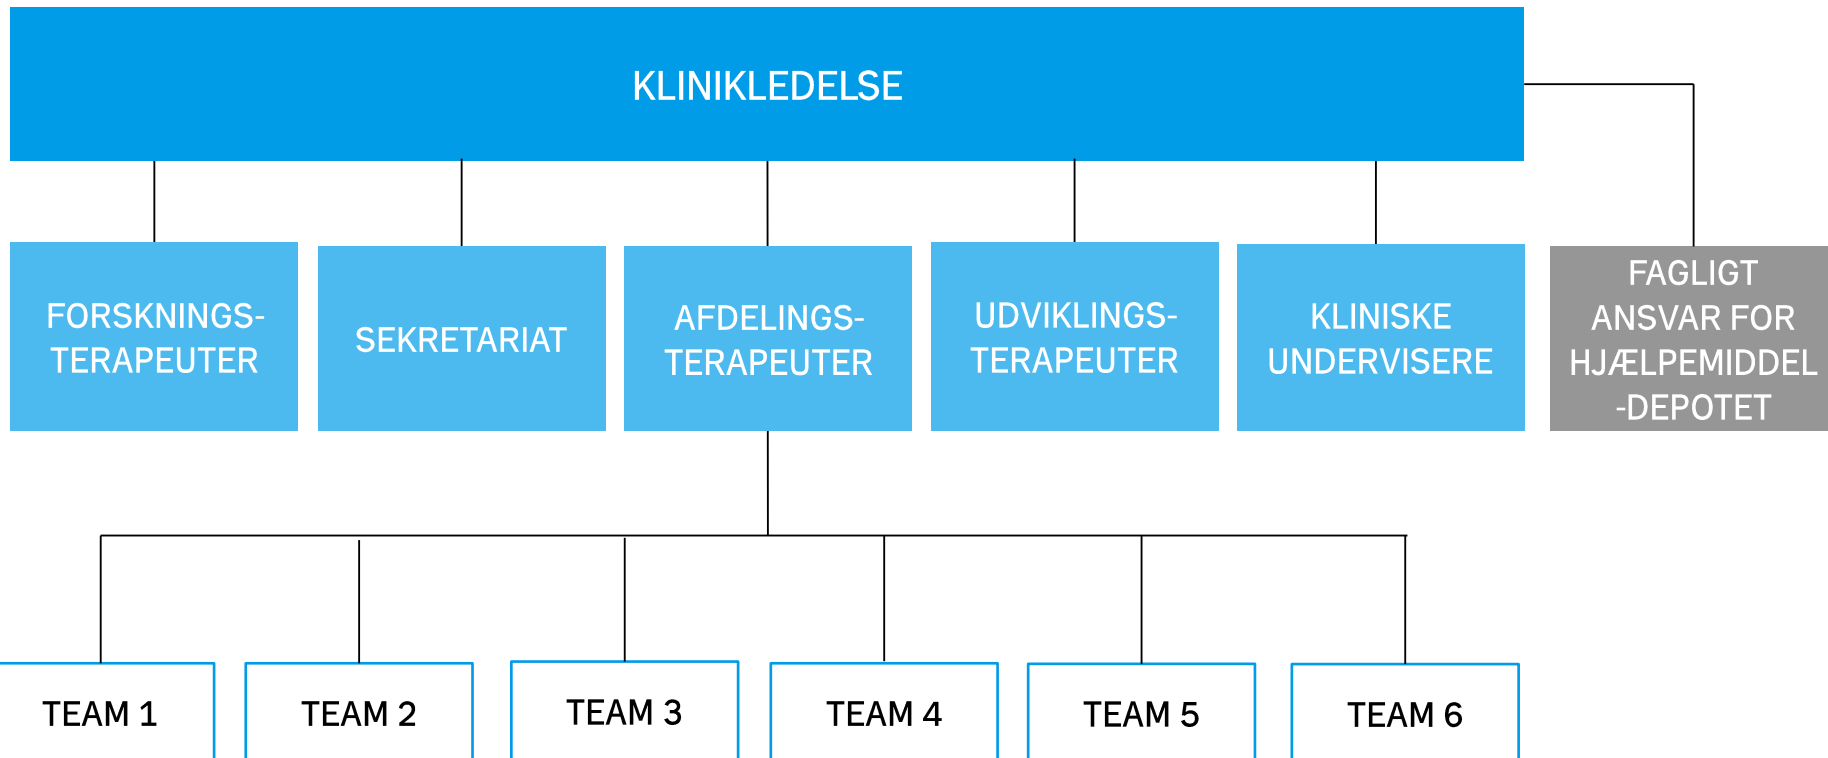 KLINIKLEDELSE
FORSKNINGS-
TERAPEUTER
SEKRETARIAT
AFDELINGS-
TERAPEUTER
UDVIKLINGS-
TERAPEUTER
KLINISKE
UNDERVISERE
FAGLIGT
ANSVAR FOR
HJÆLPEMIDDEL
-DEPOTET
TEAM 1
TEAM 2
TEAM 3
TEAM 4
TEAM 5
TEAM 6